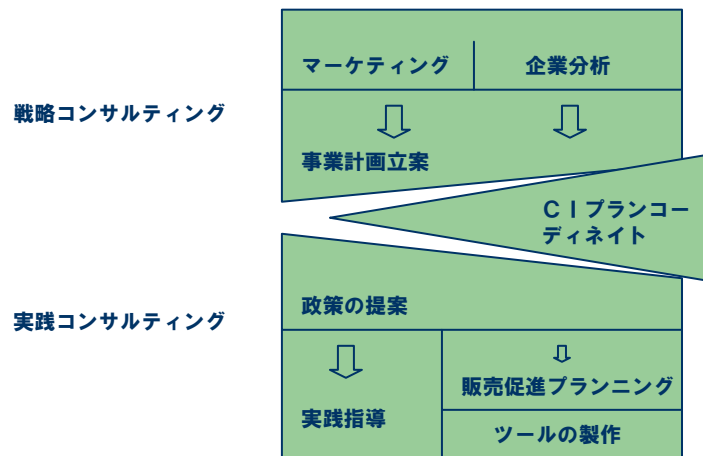 マーケティング
企業分析
戦略コンサルティング
事業計画立案
CIプランコー
ディネイト
政策の提案
実践コンサルティング
販売促進プランニング
実践指導
ツールの製作